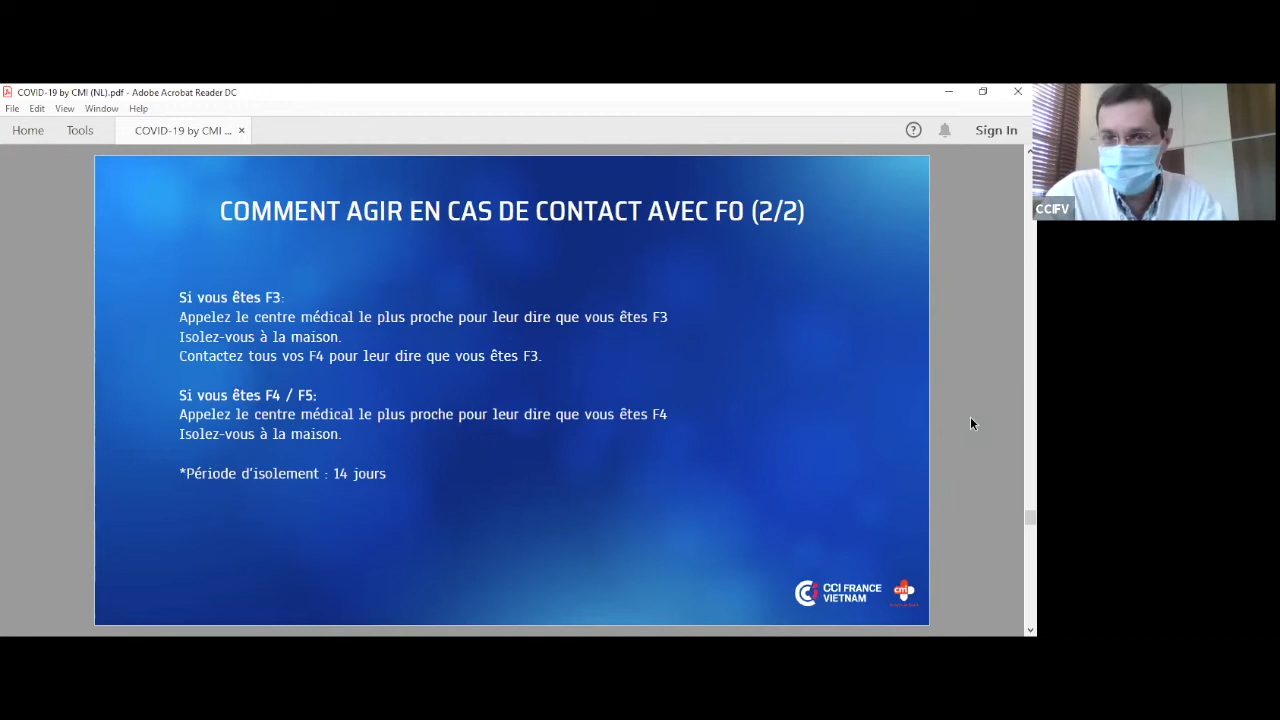 COVID-19 by CMI (NL).pdf - Adobe Acrobat Reader DC
File Edit View Window Help
Home Tools COVID-19 by CMI ... × Sign In
COMMENT AGIR EN CAS DE CONTACT AVEC F0 (2/2)
Si vous êtes F3:
Appelez le centre médical le plus proche pour leur dire que vous êtes F3
Isolez-vous à la maison.
Contactez tous vos F4 pour leur dire que vous êtes F3.
Si vous êtes F4 / F5:
Appelez le centre médical le plus proche pour leur dire que vous êtes F4
Isolez-vous à la maison.
*Période d'isolement : 14 jours
CCI FRANCE
VIETNAM
cmi
CCIFV